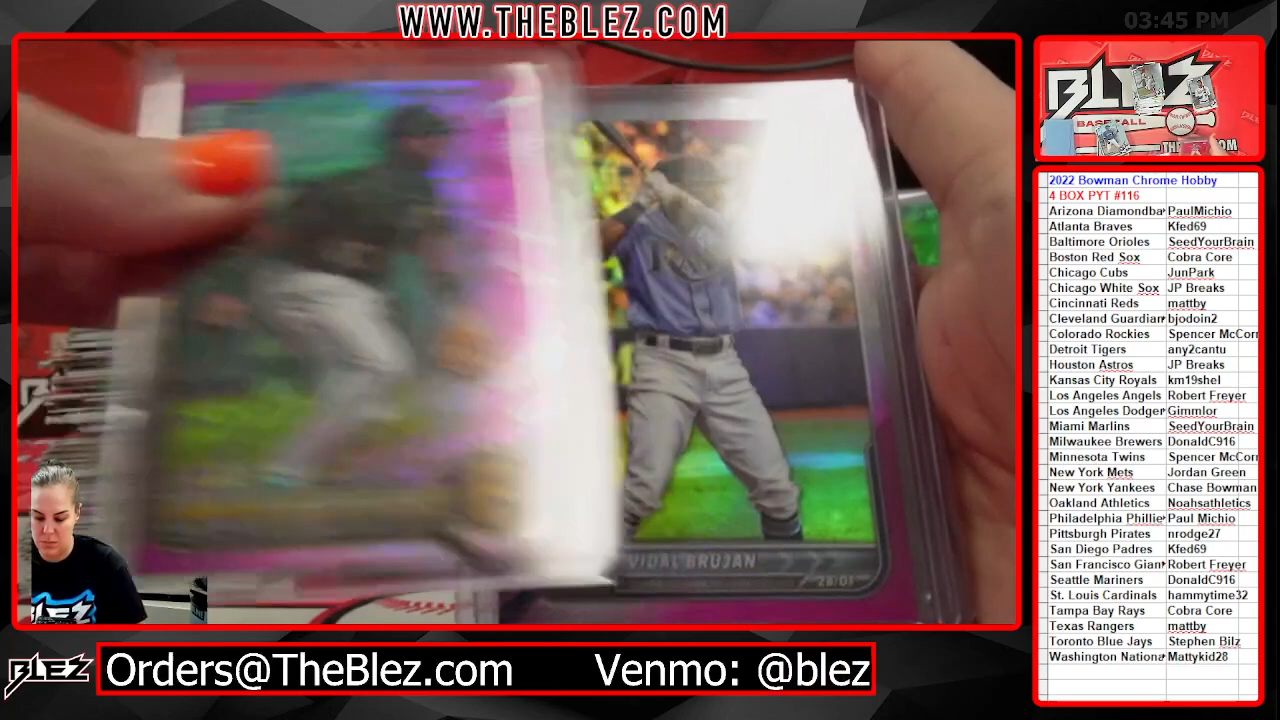 WWW.THEBLEZ.COM
03:45 PM
BLEZ
BASEBALL
VIDAL BRUJAN
2022 Bowman Chrome Hobby
4 BOX PYT #116
Arizona Diamondba PaulMichio
Atlanta Braves Kfed69
Baltimore Orioles SeedYourBrain
Boston Red Sox Cobra Core
Chicago Cubs JunPark
Chicago White Sox JP Breaks
Cincinnati Reds mattby
Cleveland Guardian bjodoin2
Colorado Rockies Spencer McCorr
Detroit Tigers any2cantu
Houston Astros JP Breaks
Kansas City Royals km19shel
Los Angeles Angels Robert Freyer
Los Angeles Dodger Gimmlor
Miami Marlins SeedYourBrain
Milwaukee Brewers DonaldC916
Minnesota Twins Spencer McCorr
New York Mets Jordan Green
New York Yankees Chase Bowman
Oakland Athletics Noahsathletics
Philadelphia Phillie Paul Michio
Pittsburgh Pirates nrodge27
San Diego Padres Kfed69
San Francisco Gian Robert Freyer
Seattle Mariners DonaldC916
St. Louis Cardinals hammytime32
Tampa Bay Rays Cobra Core
Texas Rangers mattby
Toronto Blue Jays Stephen Bilz
Washington Nationa Mattykid28
BLEZ
BLEZ Orders@TheBlez.com Venmo: @blez